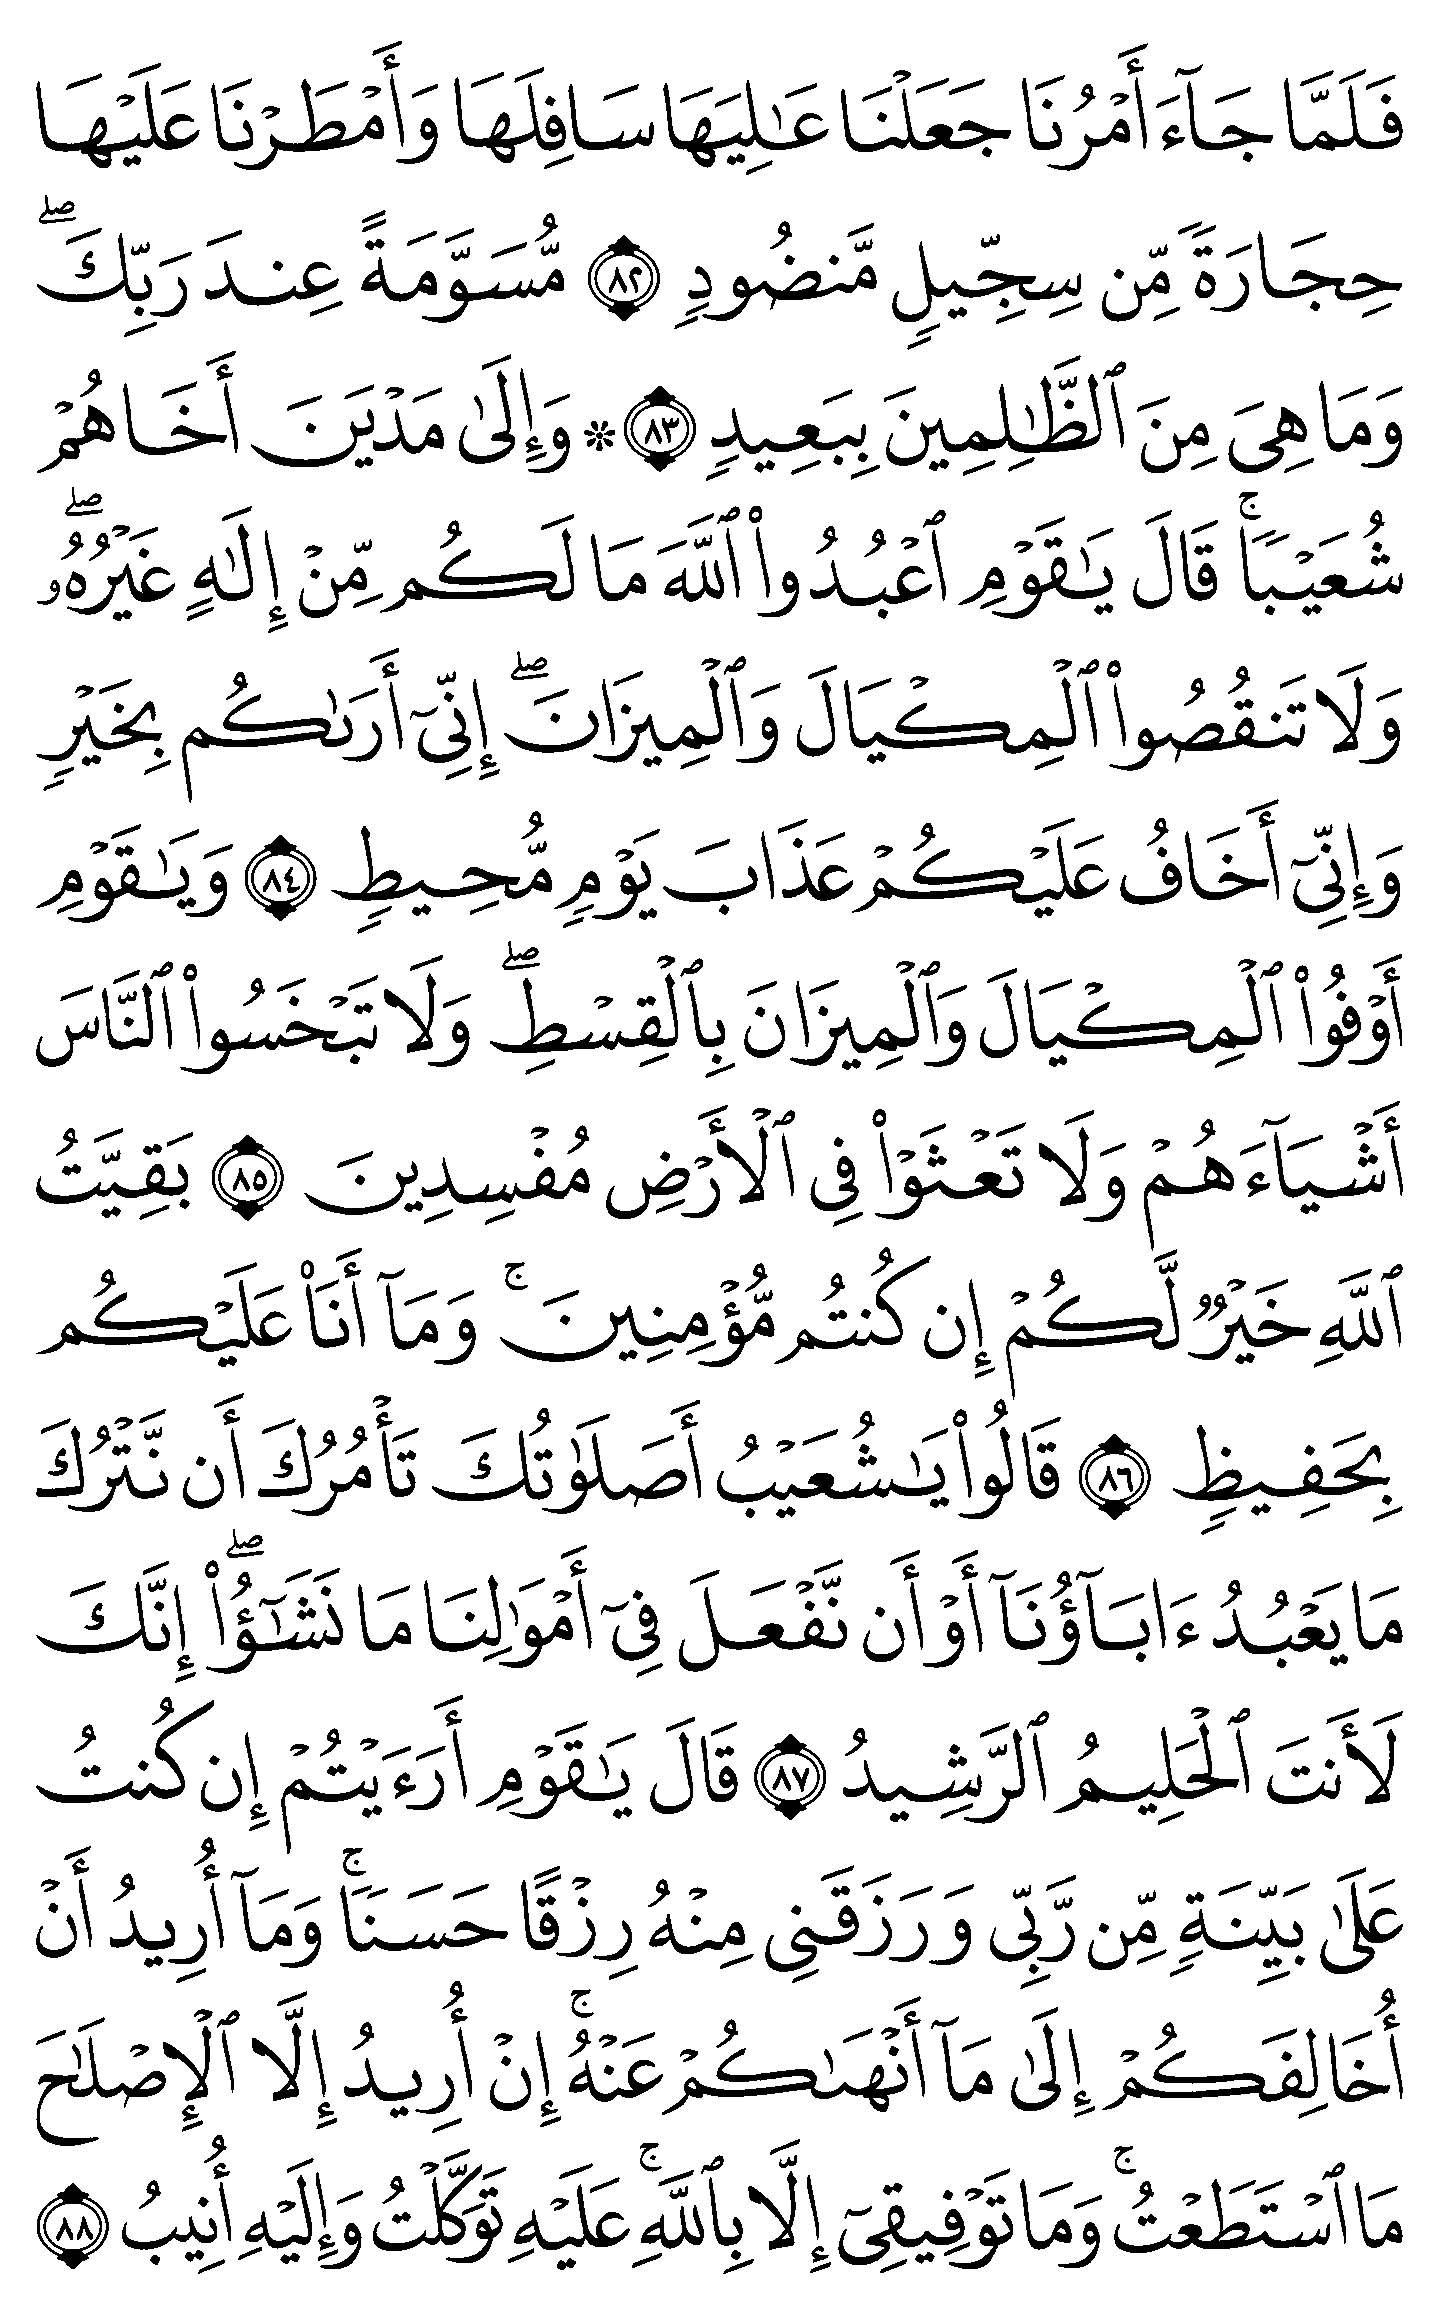 فَلَمَّا جَآءَ أَمۡرُنَا جَعَلۡنَا عَٰلِيَهَا سَافِلَهَا وَأَمۡطَرۡنَا عَلَيۡهَا
حِجَارَةٗ مِّن سِجِّيلٖ مَّنضُودٖ ٨٢ مُّسَوَّمَةً عِندَ رَبِّكَۖ
وَمَا هِيَ مِنَ ٱلظَّٰلِمِينَ بِبَعِيدٖ ٨٣ ۞ وَإِلَىٰ مَدۡيَنَ أَخَاهُمۡ
شُعَيۡبٗاۚ قَالَ يَٰقَوۡمِ ٱعۡبُدُواْ ٱللَّهَ مَا لَكُم مِّنۡ إِلَٰهٍ غَيۡرُهُۥۖ
وَلَا تَنقُصُواْ ٱلۡمِكۡيَالَ وَٱلۡمِيزَانَۖ إِنِّيٓ أَرَىٰكُم بِخَيۡرٖ
وَإِنِّيٓ أَخَافُ عَلَيۡكُمۡ عَذَابَ يَوۡمٖ مُّحِيطٖ ٨٤ وَيَٰقَوۡمِ
أَوۡفُواْ ٱلۡمِكۡيَالَ وَٱلۡمِيزَانَ بِٱلۡقِسۡطِۖ وَلَا تَبۡخَسُواْ ٱلنَّاسَ
أَشۡيَآءَهُمۡ وَلَا تَعۡثَوۡاْ فِي ٱلۡأَرۡضِ مُفۡسِدِينَ ٨٥ بَقِيَّتُ
ٱللَّهِ خَيۡرٞ لَّكُمۡ إِن كُنتُم مُّؤۡمِنِينَۚ وَمَآ أَنَا۠ عَلَيۡكُم
بِحَفِيظٖ ٨٦ قَالُواْ يَٰشُعَيۡبُ أَصَلَوٰتُكَ تَأۡمُرُكَ أَن نَّتۡرُكَ
مَا يَعۡبُدُ ءَابَآؤُنَآ أَوۡ أَن نَّفۡعَلَ فِيٓ أَمۡوَٰلِنَا مَا نَشَٰٓؤُاْۖ إِنَّكَ
لَأَنتَ ٱلۡحَلِيمُ ٱلرَّشِيدُ ٨٧ قَالَ يَٰقَوۡمِ أَرَءَيۡتُمۡ إِن كُنتُ
عَلَىٰ بَيِّنَةٖ مِّن رَّبِّي وَرَزَقَنِي مِنۡهُ رِزۡقًا حَسَنٗاۚ وَمَآ أُرِيدُ أَنۡ
أُخَالِفَكُمۡ إِلَىٰ مَآ أَنۡهَىٰكُمۡ عَنۡهُۚ إِنۡ أُرِيدُ إِلَّا ٱلۡإِصۡلَٰحَ
مَا ٱسۡتَطَعۡتُۚ وَمَا تَوۡفِيقِيٓ إِلَّا بِٱللَّهِۚ عَلَيۡهِ تَوَكَّلۡتُ وَإِلَيۡهِ أُنِيبُ ٨٨